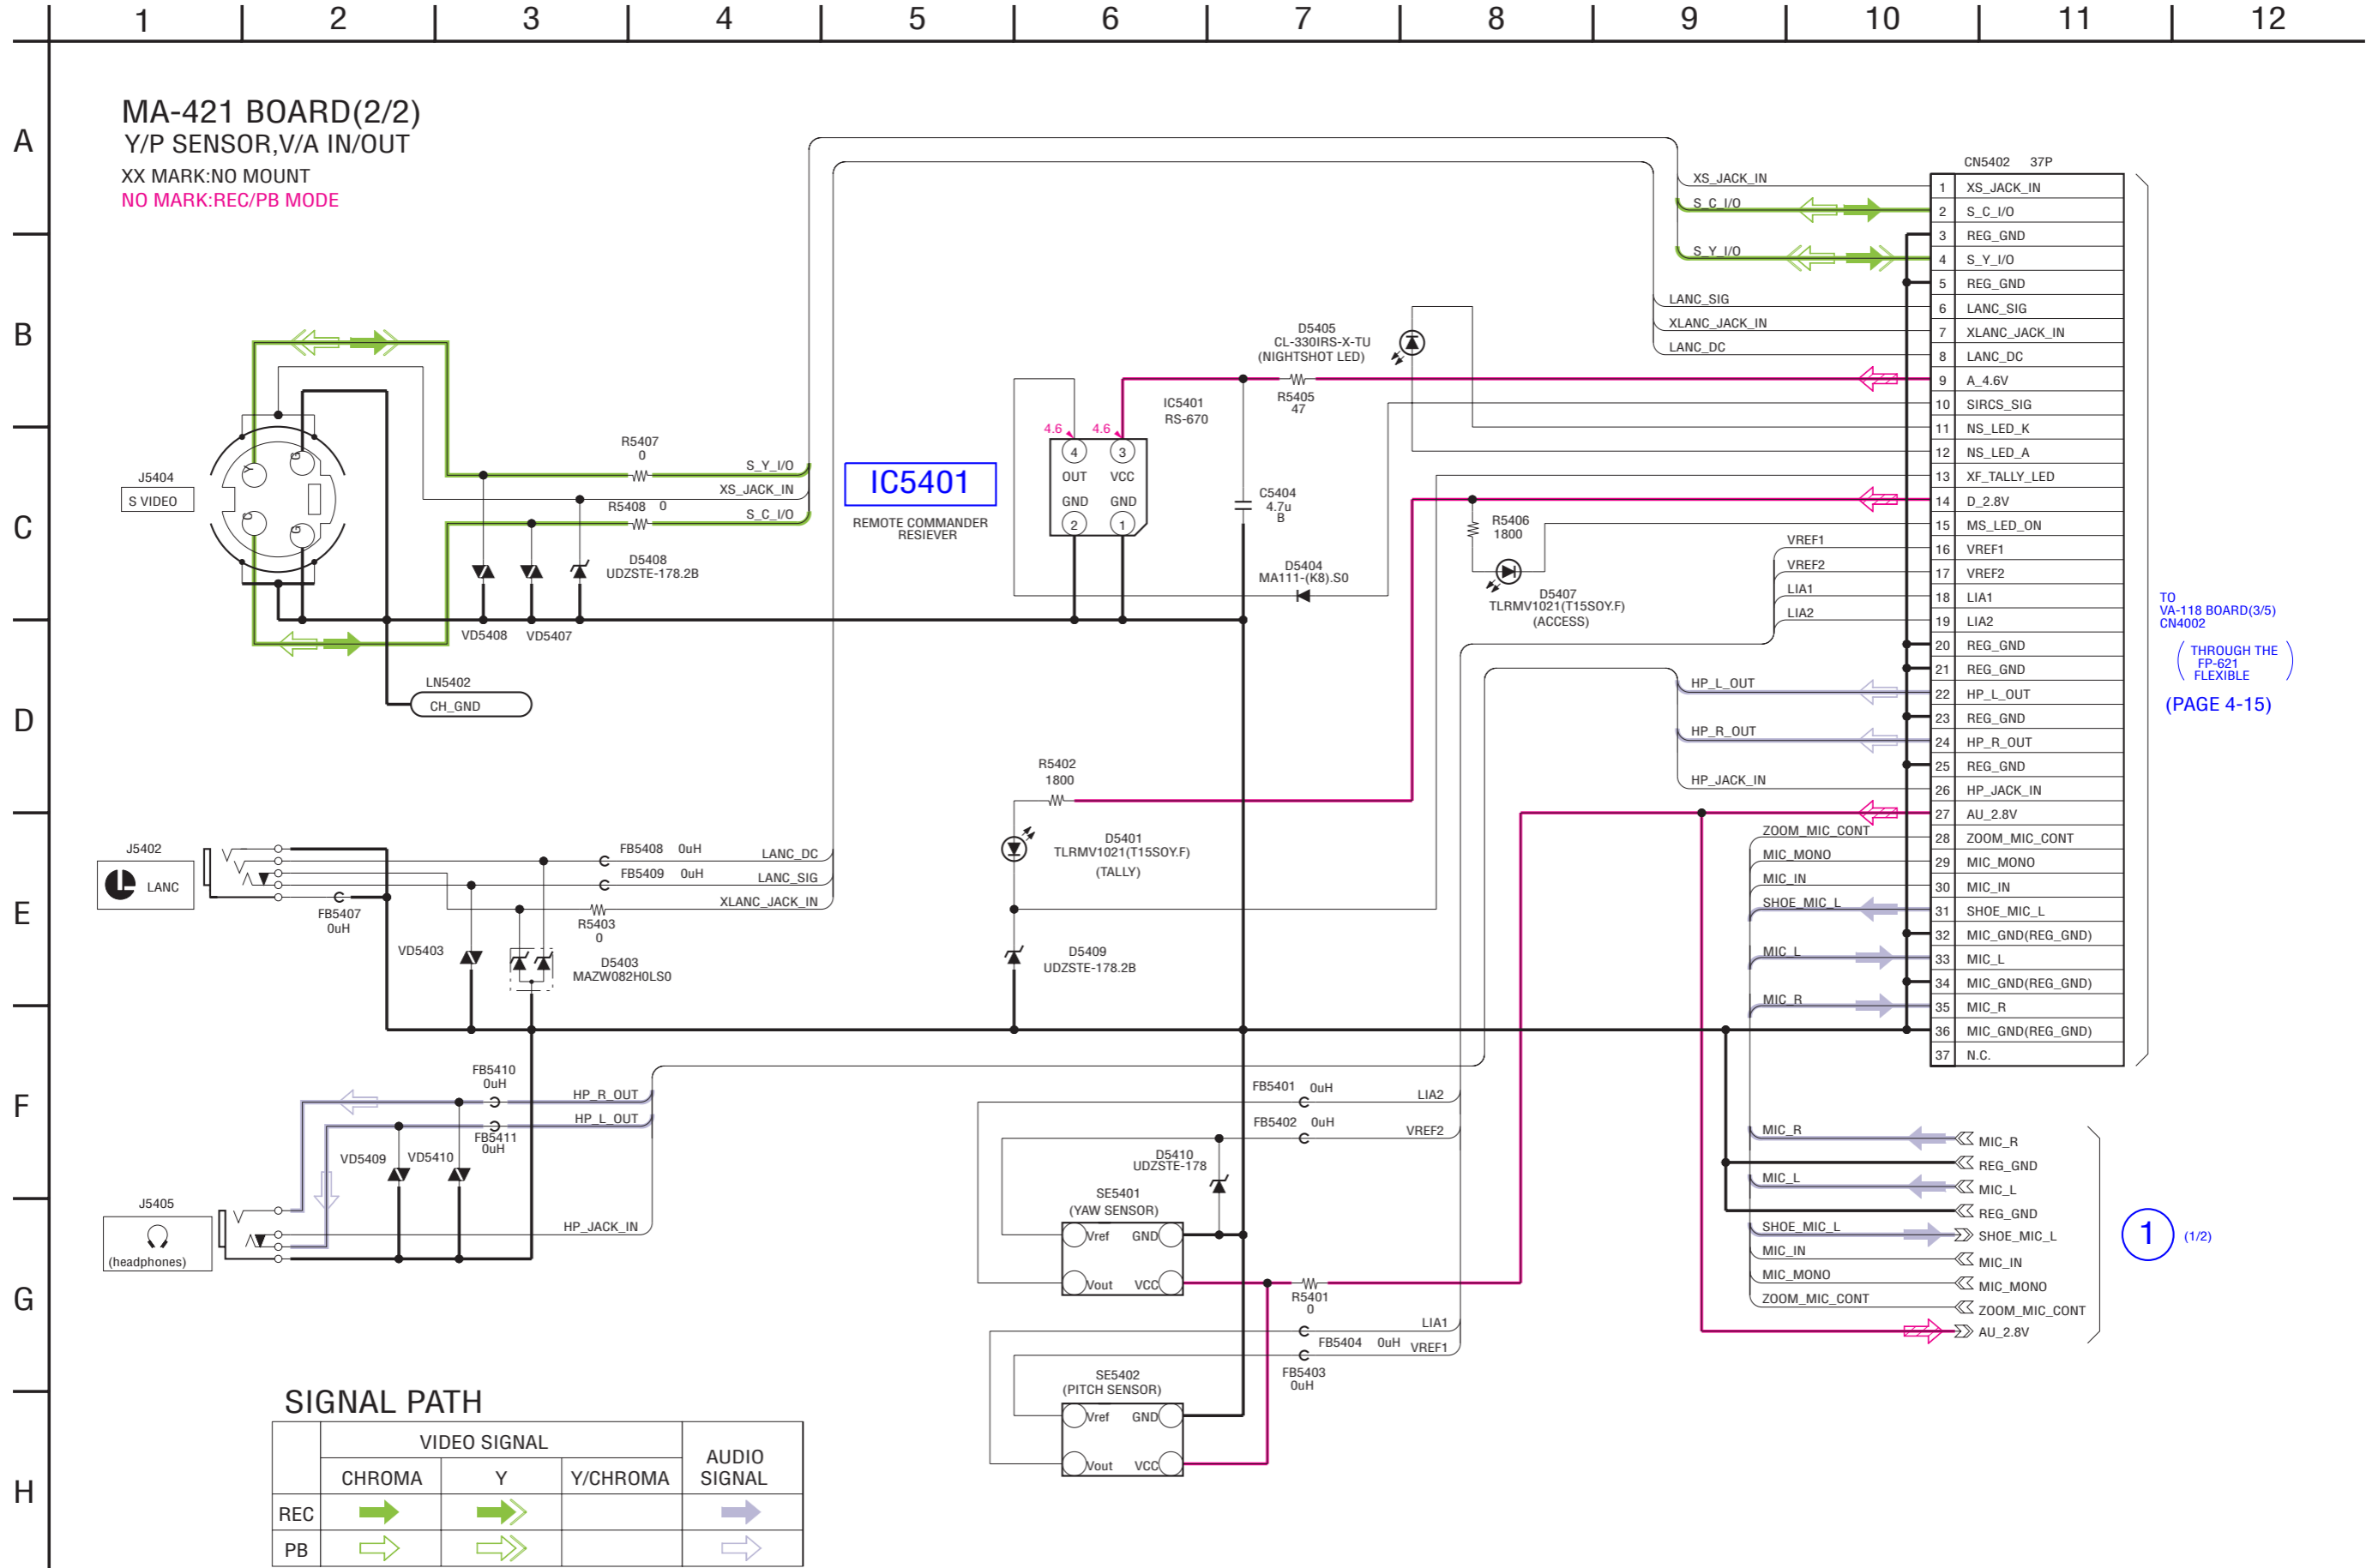 1 2 3 4 5 6 7 8 9 10 11 12
A
B
C
D
E
F
G
H
MA-421 BOARD(2/2)
Y/P SENSOR,V/A IN/OUT
XX MARK:NO MOUNT
NO MARK:REC/PB MODE
J5404
S VIDEO
Y
G
C
G
R5407
0
S_Y_I/O
XS_JACK_IN
R5408 0
S_C_I/O
D5408
UDZSTE-178.2B
VD5408
VD5407
LN5402
CH_GND
IC5401
REMOTE COMMANDER
RESIEVER
IC5401
RS-670
4.6
4.6
4
3
OUT
VCC
GND
GND
2
1
D5405
CL-330IRS-X-TU
(NIGHTSHOT LED)
R5405
47
C5404
4.7u
B
D5404
MA111-(K8).S0
R5406
1800
D5407
TLRMV1021(T15SOY.F)
(ACCESS)
R5402
1800
D5401
TLRMV1021(T15SOY.F)
(TALLY)
D5409
UDZSTE-178.2B
J5402
LANC
FB5407
0uH
FB5408 0uH
LANC_DC
FB5409 0uH
LANC_SIG
XLANC_JACK_IN
R5403
0
VD5403
D5403
MAZW082H0LS0
FB5410
0uH
HP_R_OUT
HP_L_OUT
FB5411
0uH
VD5409
VD5410
J5405
(headphones)
HP_JACK_IN
FB5401 0uH
LIA2
FB5402 0uH
VREF2
D5410
UDZSTE-178
SE5401
(YAW SENSOR)
Vref
GND
Vout
VCC
R5401
0
LIA1
FB5404 0uH
VREF1
FB5403
0uH
SE5402
(PITCH SENSOR)
Vref
GND
Vout
VCC
XS_JACK_IN
S_C_I/O
S_Y_I/O
LANC_SIG
XLANC_JACK_IN
LANC_DC
VREF1
VREF2
LIA1
LIA2
HP_L_OUT
HP_R_OUT
HP_JACK_IN
ZOOM_MIC_CONT
MIC_MONO
MIC_IN
SHOE_MIC_L
MIC_L
MIC_R
CN5402 37P
1 XS_JACK_IN
2 S_C_I/O
3 REG_GND
4 S_Y_I/O
5 REG_GND
6 LANC_SIG
7 XLANC_JACK_IN
8 LANC_DC
9 A_4.6V
10 SIRCS_SIG
11 NS_LED_K
12 NS_LED_A
13 XF_TALLY_LED
14 D_2.8V
15 MS_LED_ON
16 VREF1
17 VREF2
18 LIA1
19 LIA2
20 REG_GND
21 REG_GND
22 HP_L_OUT
23 REG_GND
24 HP_R_OUT
25 REG_GND
26 HP_JACK_IN
27 AU_2.8V
28 ZOOM_MIC_CONT
29 MIC_MONO
30 MIC_IN
31 SHOE_MIC_L
32 MIC_GND(REG_GND)
33 MIC_L
34 MIC_GND(REG_GND)
35 MIC_R
36 MIC_GND(REG_GND)
37 N.C.
TO
VA-118 BOARD(3/5)
CN4002
THROUGH THE
FP-621
FLEXIBLE
(PAGE 4-15)
MIC_R
MIC_R
REG_GND
MIC_L
MIC_L
REG_GND
SHOE_MIC_L
SHOE_MIC_L
MIC_IN
MIC_IN
MIC_MONO
MIC_MONO
ZOOM_MIC_CONT
ZOOM_MIC_CONT
AU_2.8V
1 (1/2)
SIGNAL PATH
VIDEO SIGNAL
AUDIO
SIGNAL
CHROMA Y Y/CHROMA
REC
PB